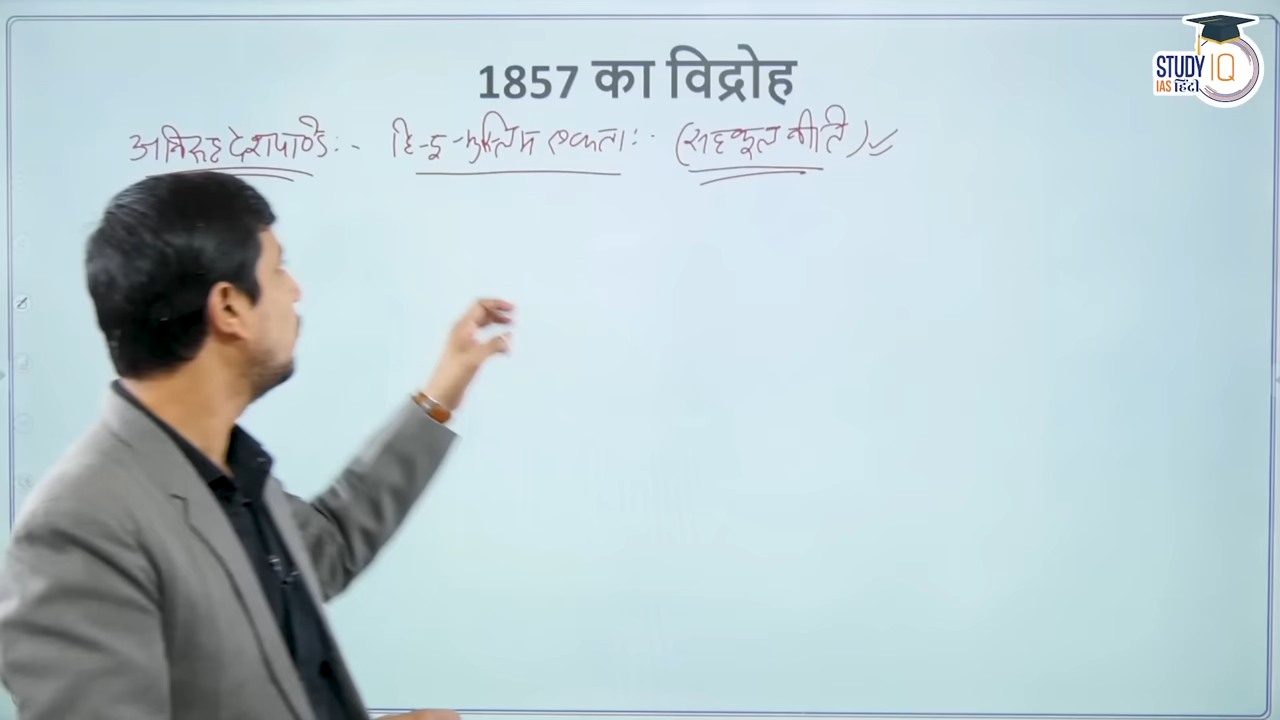 1857 का विद्रोह
STUDY IQ
IAS हिंदी
अनिरुद्ध देशपाण्डे :- हिन्दू-मुस्लिम एकता :-